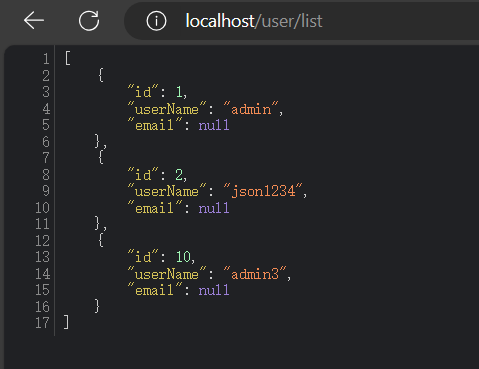 localhost/user/list
1 [
2     {
3         "id": 1,
4         "userName": "admin",
5         "email": null
6     },
7     {
8         "id": 2,
9         "userName": "json1234",
10         "email": null
11     },
12     {
13         "id": 10,
14         "userName": "admin3",
15         "email": null
16     }
17 ]